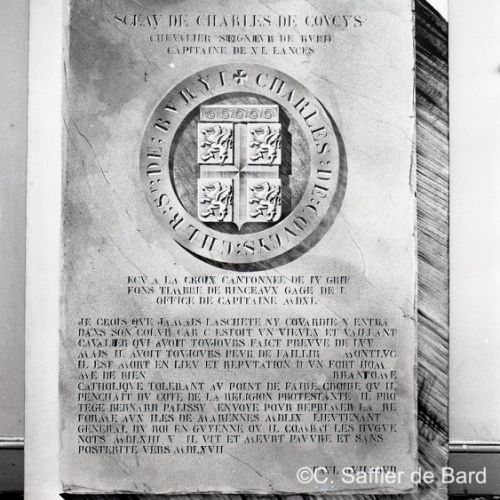 SCEAV DE CHARLES DE COVCYS
CHEVALIER SEIGNEVR DE BVRIE
CAPITAINE DE XL LANCES
✠ CHARLES : DE : COVCYS : CHLR : S : DE : BVRYI
ECV A LA CROIX CANTONNEE DE IV GRIF
FONS TIMBRE DE RINCEAVX GAGE DE L
OFFICE DE CAPITAINE MDXL
JE CROIS QVE JAMAIS LASCHETE NY COVARDIE N ENTRA
DANS SON COEVR CAR C ESTOIT VN VIEVEX ET VAILLANT
CAVALIER QVI AVOIT TOVJOVRS FAICT PREVVE DE LVY
MAIS IL AVOIT TOVJOVRS PEVR DE FAILLIR MONTLVC
IL EST MORT EN LIEV ET REPVTATION D VN FORT HOM
ME DE BIEN BRANTOME
CATHOLIQVE TOLERANT AV POINT DE FAIRE CROIRE QV IL
PENCHAIT DV COTE DE LA RELIGION PROTESTANTE IL PRO
TEGE BERNARD PALISSY ENVOYE POVR REPRIMER LA RE
FORME AVX ILES DE MARENNES MDLIX LIEVTENANT
GENERAL DV ROI EN GVYENNE OV IL COMBAT LES HVGVE
NOTS MDLXIII V IL VIT ET MEVRT PAVVRE ET SANS
POSTERITE VERS MDLXVII
©C. Saffier de Bard